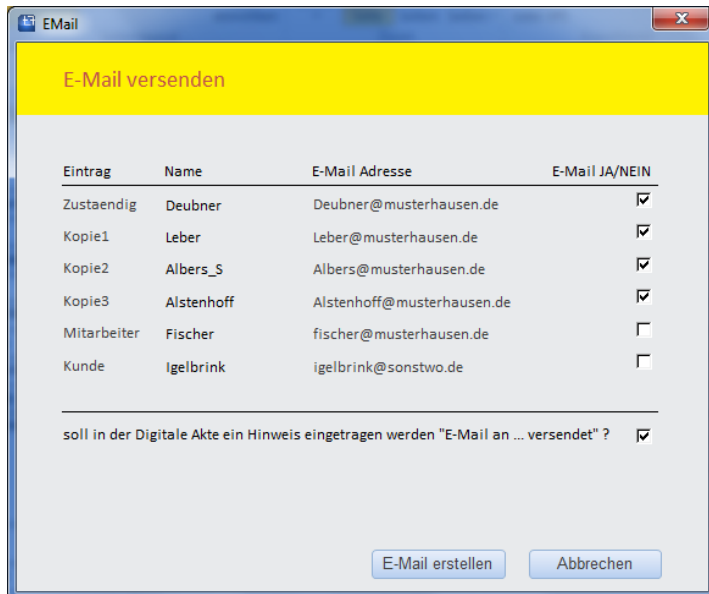 EMail
E-Mail versenden
Eintrag Name E-Mail Adresse E-Mail JA/NEIN
Zustaendig Deubner Deubner@musterhausen.de
Kopie1 Leber Leber@musterhausen.de
Kopie2 Albers_S Albers@musterhausen.de
Kopie3 Alstenhoff Alstenhoff@musterhausen.de
Mitarbeiter Fischer fischer@musterhausen.de
Kunde Igelbrink igelbrink@sonstwo.de
soll in der Digitale Akte ein Hinweis eingetragen werden "E-Mail an ... versendet" ?
E-Mail erstellen Abbrechen